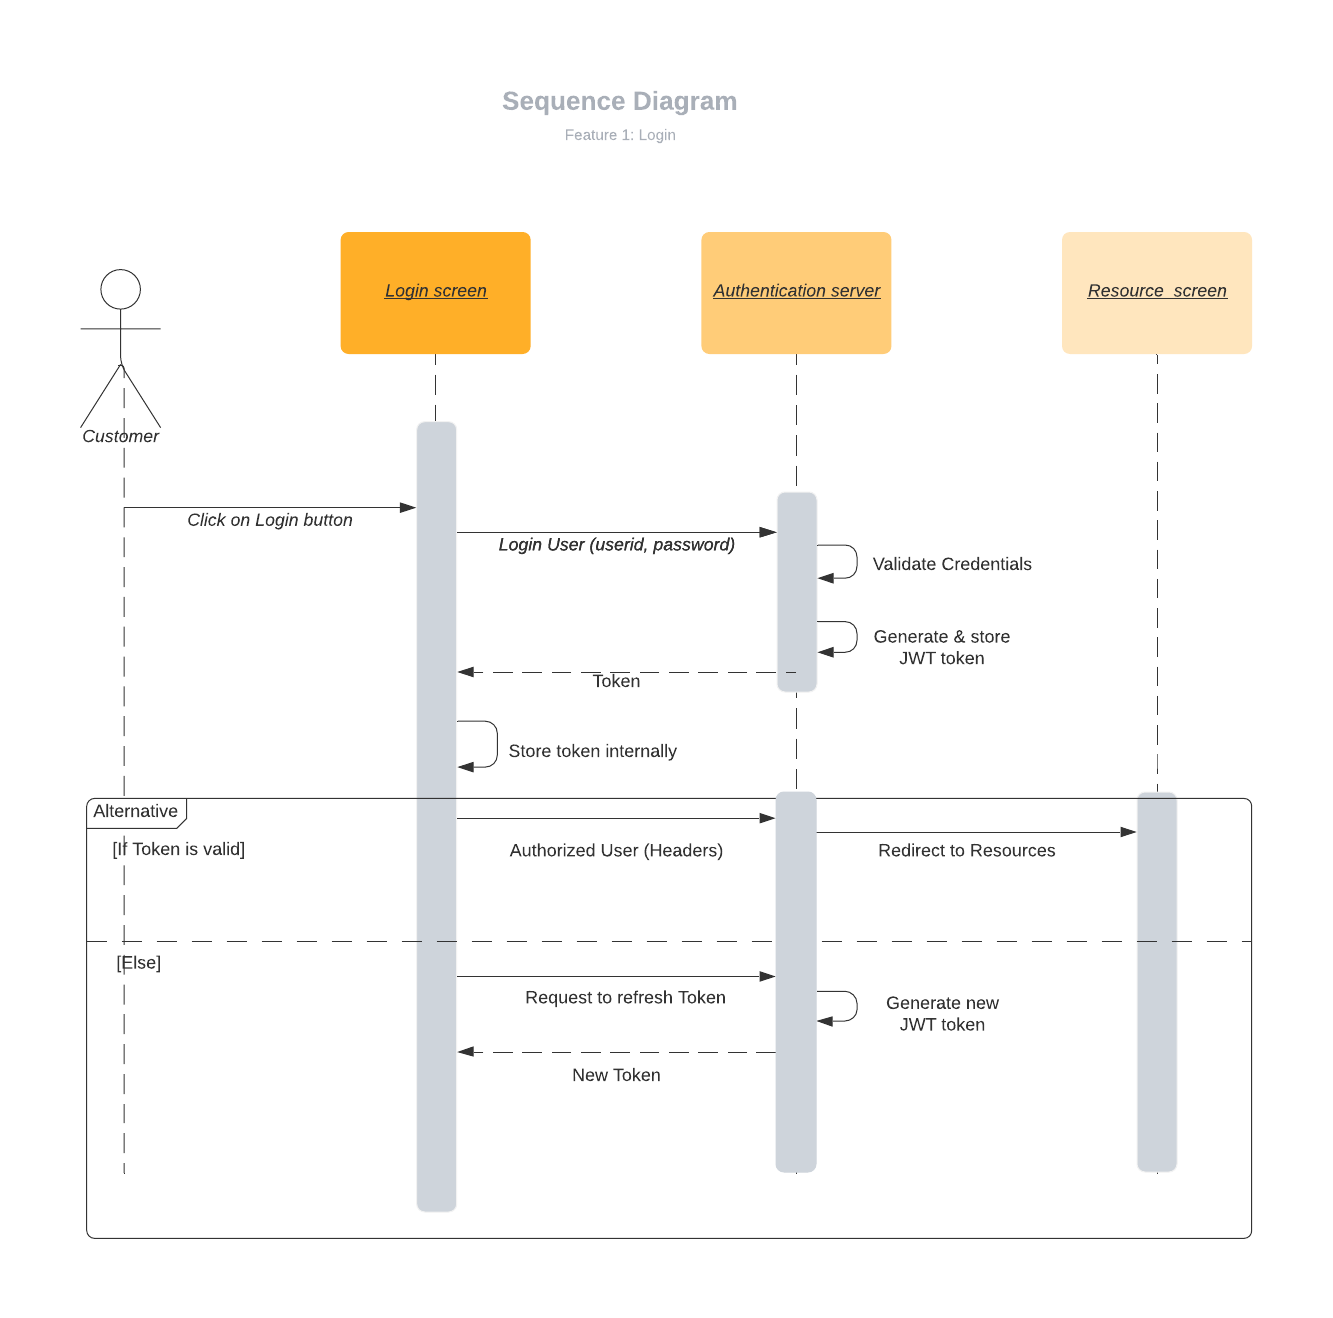 Sequence Diagram
Feature 1: Login
Login screen
Authentication server
Resource  screen
Customer
Click on Login button
Login User (userid, password)
Validate Credentials
Generate & store
JWT token
Token
Store token internally
Alternative
[If Token is valid]
Authorized User (Headers)
Redirect to Resources
[Else]
Request to refresh Token
Generate new
JWT token
New Token